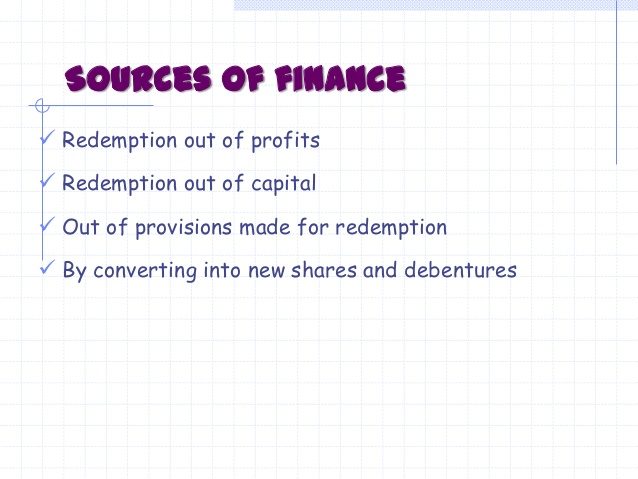 SOURCES OF FINANCE
✓ Redemption out of profits
✓ Redemption out of capital
✓ Out of provisions made for redemption
✓ By converting into new shares and debentures